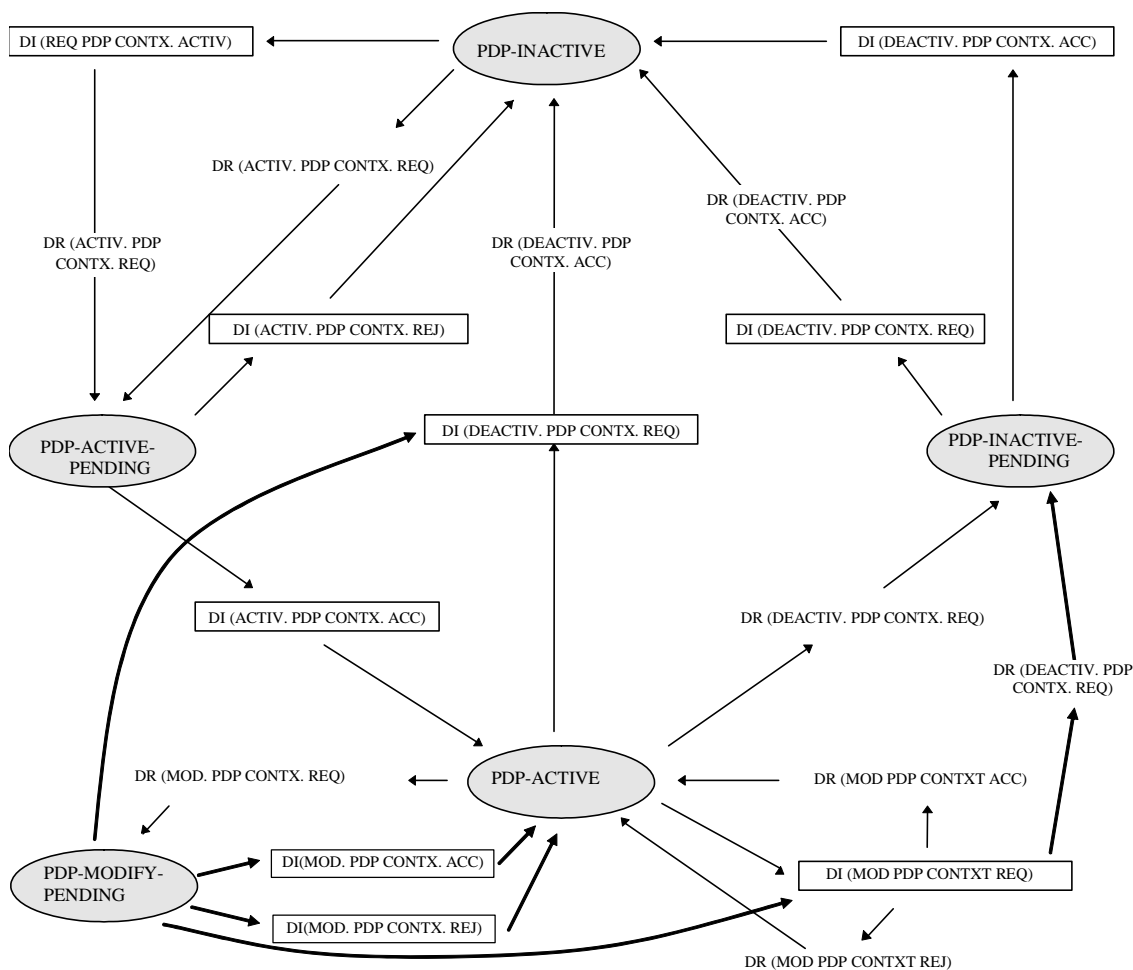 DI (REQ PDP CONTX. ACTIV)
PDP-INACTIVE
DI (DEACTIV. PDP CONTX. ACC)
DR (ACTIV. PDP CONTX. REQ)
DR (DEACTIV. PDP
CONTX. ACC)
DR (ACTIV. PDP
CONTX. REQ)
DR (DEACTIV. PDP
CONTX. ACC)
DI (ACTIV. PDP CONTX. REJ)
DI (DEACTIV. PDP CONTX. REQ)
PDP-ACTIVE-
PENDING
DI (DEACTIV. PDP CONTX. REQ)
PDP-INACTIVE-
PENDING
DI (ACTIV. PDP CONTX. ACC)
DR (DEACTIV. PDP CONTX. REQ)
DR (DEACTIV. PDP
CONTX. REQ)
DR (MOD. PDP CONTX. REQ)
PDP-ACTIVE
DR (MOD PDP CONTXT ACC)
PDP-MODIFY-
PENDING
DI(MOD. PDP CONTX. ACC)
DI (MOD PDP CONTXT REQ)
DI(MOD. PDP CONTX. REJ)
DR (MOD PDP CONTXT REJ)